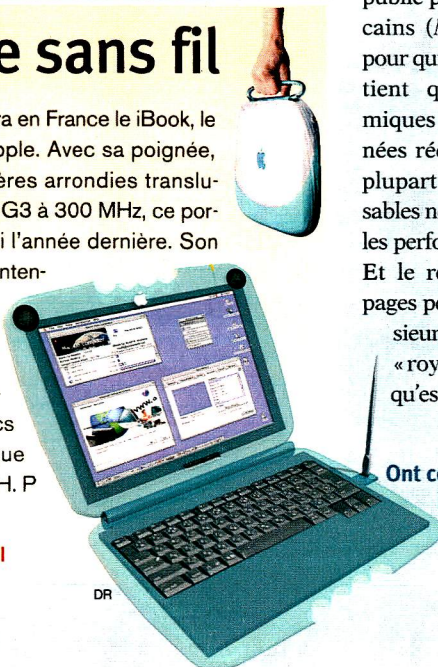 e sans fil
ra en France le iBook, le
pple. Avec sa poignée,
ères arrondies translu-
G3 à 300 MHz, ce por-
i l'année dernière. Son
nten-
cs
ue
H. P
DR
publié p
cains (
pour qu
tient q
miques
nées réc
plupart
sables n
les perfo
Et le r
pages pe
sieur
« roy
qu'es
Ont c